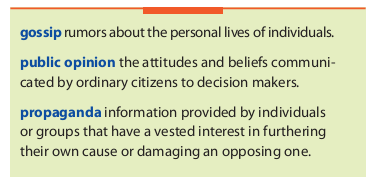 gossip rumors about the personal lives of individuals.
public opinion the attitudes and beliefs communi-
cated by ordinary citizens to decision makers.
propaganda information provided by individuals
or groups that have a vested interest in furthering
their own cause or damaging an opposing one.